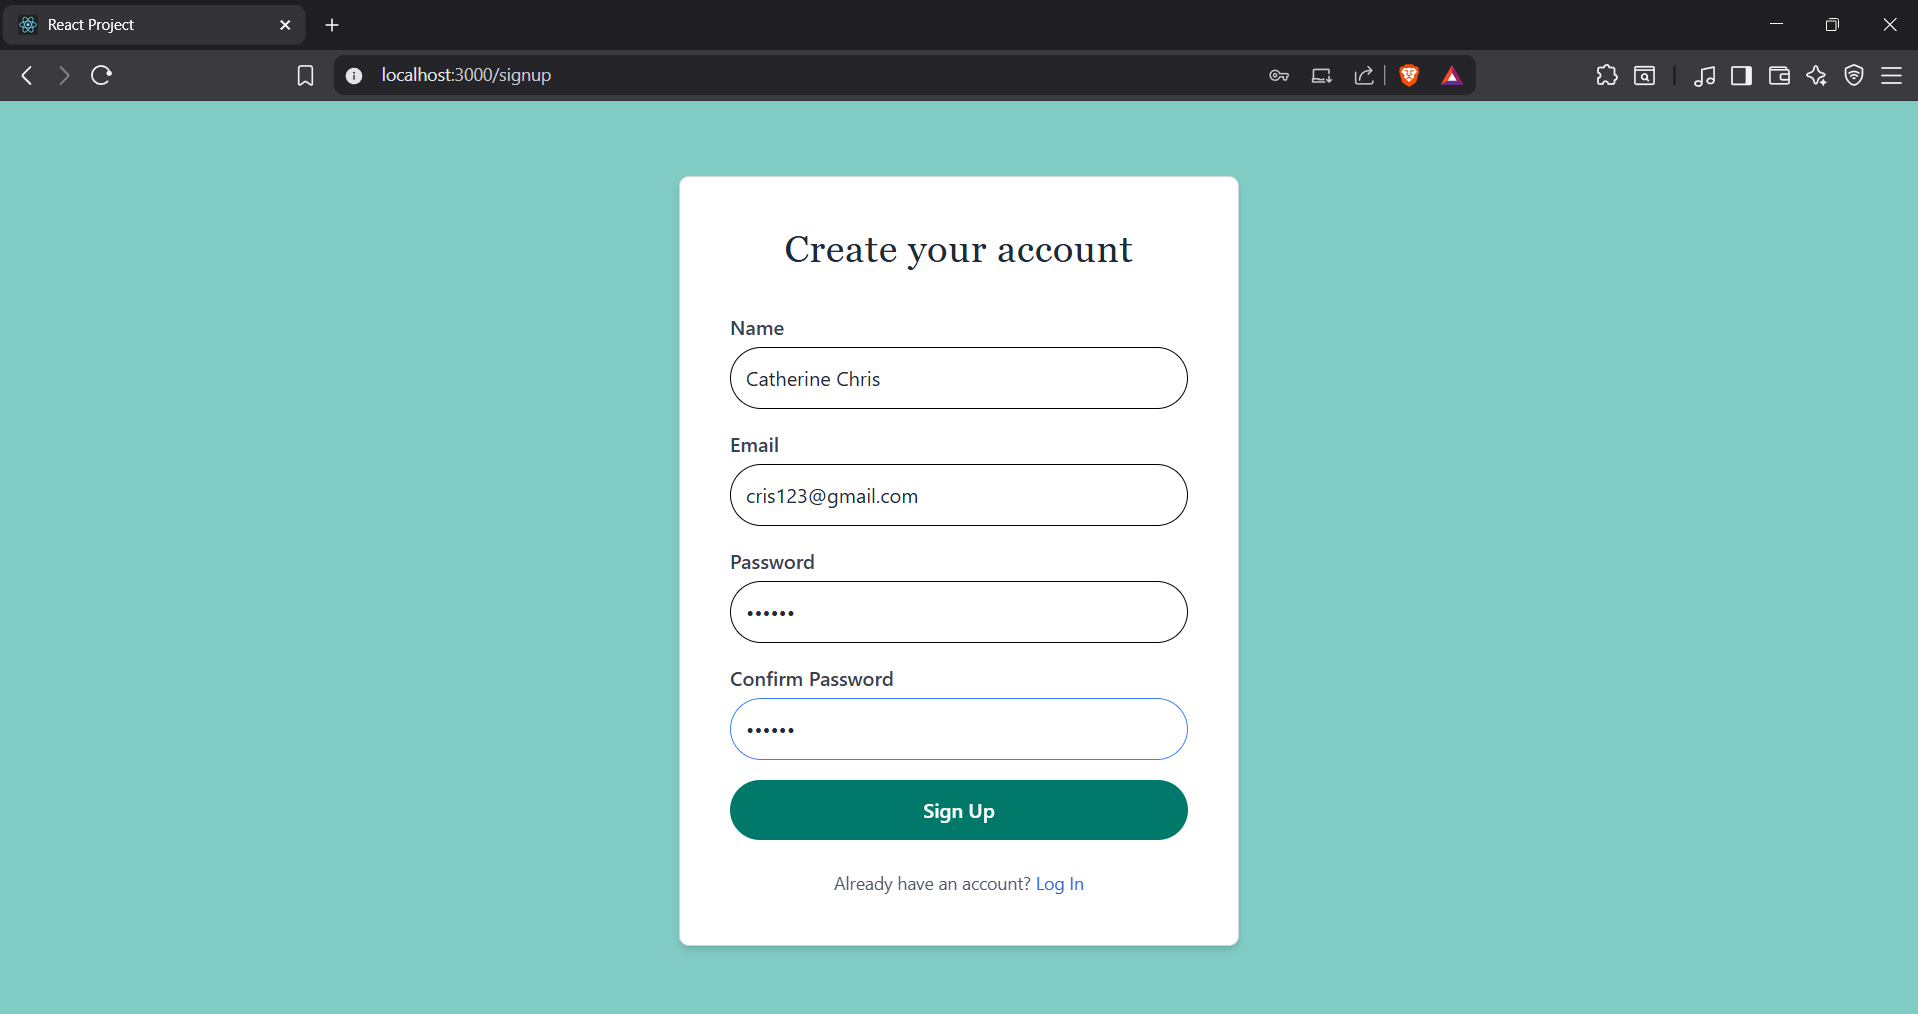 React Project
localhost:3000/signup
Create your account
Name
Catherine Chris
Email
cris123@gmail.com
Password
••••••
Confirm Password
••••••
Sign Up
Already have an account? Log In